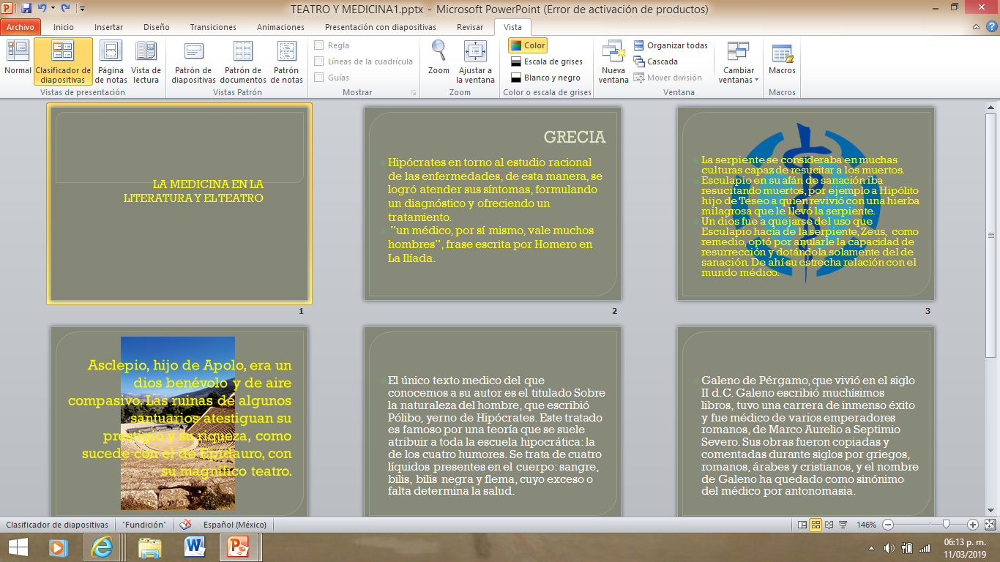 TEATRO Y MEDICINA1.pptx - Microsoft PowerPoint (Error de activación de productos)
Archivo Inicio Insertar Diseño Transiciones Animaciones Presentación con diapositivas Revisar Vista
Normal
Clasificador de
diapositivas
Página
de notas
Vista de
lectura
Vistas de presentación
Patrón de
diapositivas
Patrón de
documentos
Patrón
de notas
Vistas Patrón
Regla
Líneas de la cuadrícula
Guías
Mostrar
Zoom
Ajustar a
la ventana
Zoom
Color
Escala de grises
Blanco y negro
Color o escala de grises
Nueva
ventana
Organizar todas
Cascada
Mover división
Cambiar
ventanas
Ventana
Macros
Macros
LA MEDICINA EN LA
LITERATURA Y EL TEATRO
1
GRECIA
Hipócrates en torno al estudio racional
de las enfermedades, de esta manera, se
logró atender sus síntomas, formulando
un diagnóstico y ofreciendo un
tratamiento.
“un médico, por sí mismo, vale muchos
hombres”, frase escrita por Homero en
La Ilíada.
2
La serpiente se consideraba en muchas
culturas capaz de resucitar a los muertos.
Esculapio en su afán de sanación iba
resucitando muertos, por ejemplo a Hipólito
hijo de Teseo a quien revivió con una hierba
milagrosa que le llevó la serpiente.
Un dios fue a quejarse del uso que
Esculapio hacía de la serpiente, Zeus, como
remedio, optó por anularle la capacidad de
resurrección y dotándola solamente del de
sanación. De ahí su estrecha relación con el
mundo médico.
3
Asclepio, hijo de Apolo, era un
dios benévolo y de aire
compasivo. Las ruinas de algunos
santuarios atestiguan su
prestigio y su riqueza, como
sucede con el de Epidauro, con
su magnífico teatro.
El único texto medico del que
conocemos a su autor es el titulado Sobre
la naturaleza del hombre, que escribió
Pólibo, yerno de Hipócrates. Este tratado
es famoso por una teoría que se suele
atribuir a toda la escuela hipocrática: la
de los cuatro humores. Se trata de cuatro
líquidos presentes en el cuerpo: sangre,
bilis, bilis negra y flema, cuyo exceso o
falta determina la salud.
Galeno de Pérgamo, que vivió en el siglo
II d.C. Galeno escribió muchísimos
libros, tuvo una carrera de inmenso éxito
y fue médico de varios emperadores
romanos, de Marco Aurelio a Septimio
Severo. Sus obras fueron copiadas y
comentadas durante siglos por griegos,
romanos, árabes y cristianos, y el nombre
de Galeno ha quedado como sinónimo
del médico por antonomasia.
Clasificador de diapositivas "Fundición" Español (México) 146%
06:13 p. m.
11/03/2019